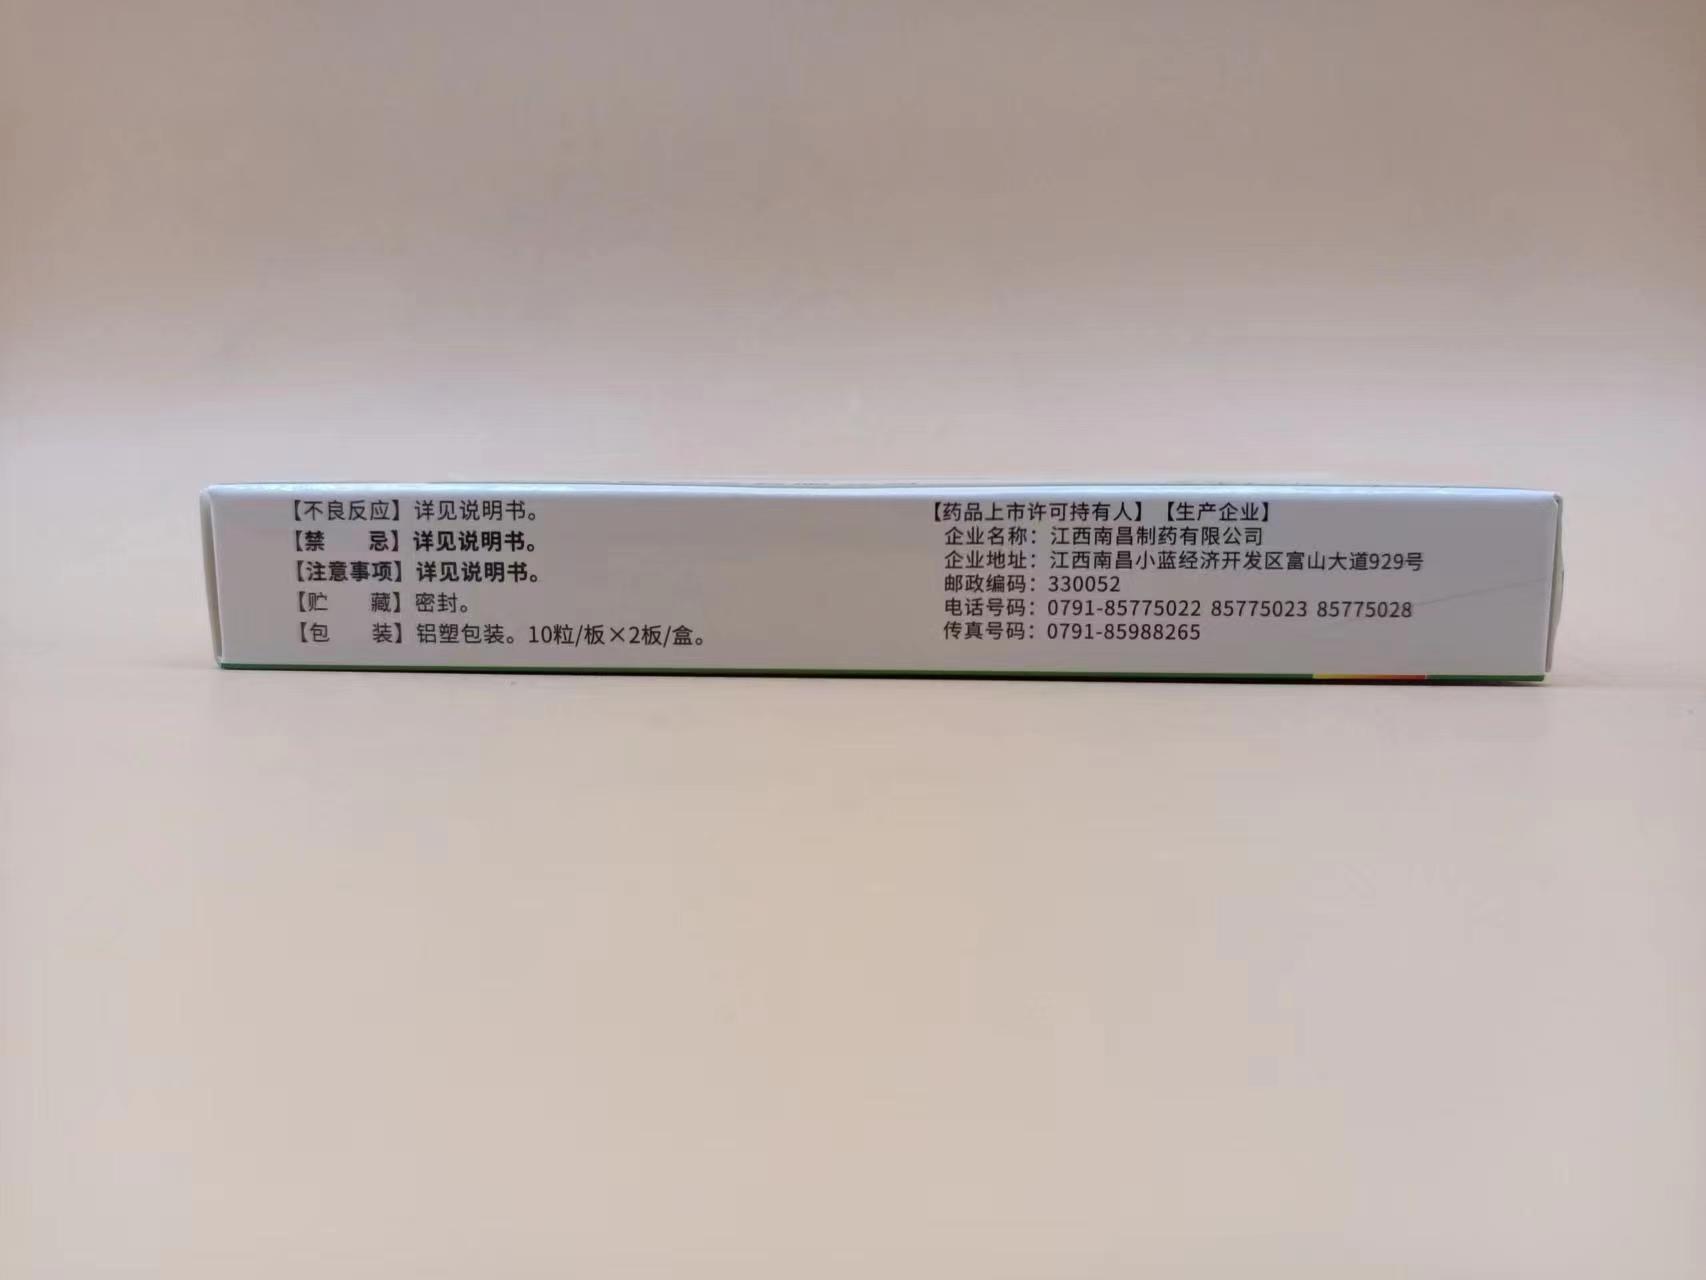 【不良反应】详见说明书。
【禁 忌】详见说明书。
【注意事项】详见说明书。
【贮 藏】密封。
【包 装】铝塑包装。10粒/板×2板/盒。
【药品上市许可持有人】【生产企业】
企业名称：江西南昌制药有限公司
企业地址：江西南昌小蓝经济开发区富山大道929号
邮政编码：330052
电话号码：0791-85775022 85775023 85775028
传真号码：0791-85988265